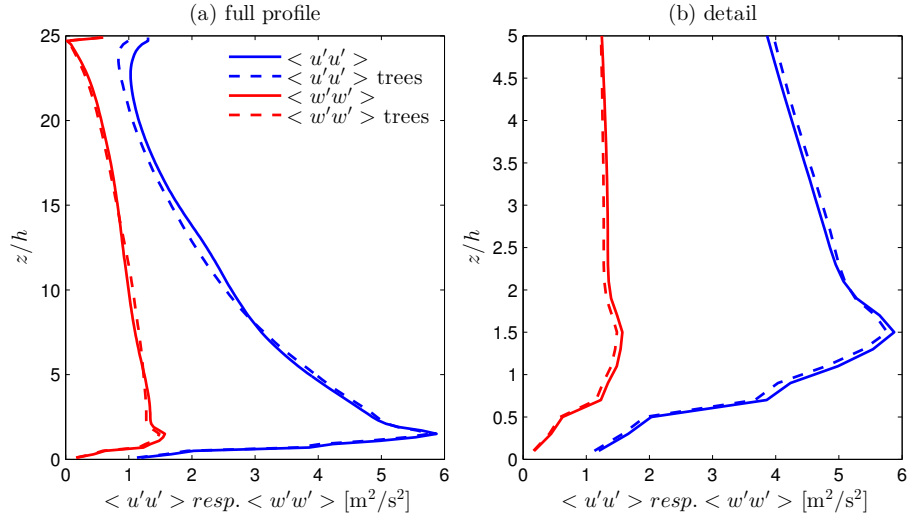 (a) full profile
(b) detail
25
20
15
10
5
0
z/h
< u′u′ >
< u′u′ > trees
< w′w′ >
< w′w′ > trees
0 1 2 3 4 5 6
< u′u′ > resp. < w′w′ > [m²/s²]
5
4.5
4
3.5
3
2.5
2
1.5
1
0.5
0
z/h
0 1 2 3 4 5 6
< u′u′ > resp. < w′w′ > [m²/s²]